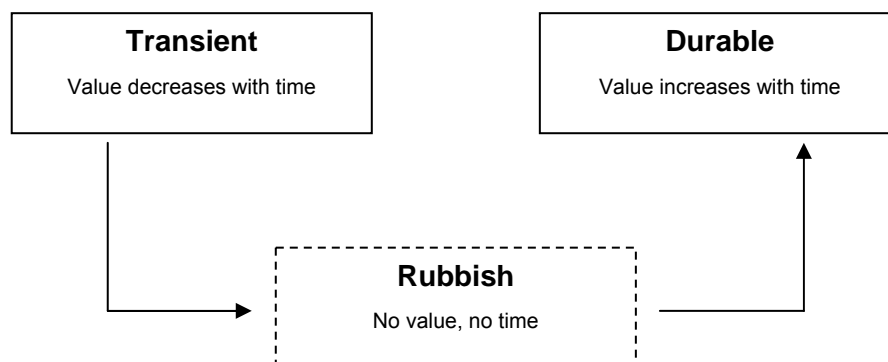 Transient
Value decreases with time
Durable
Value increases with time
Rubbish
No value, no time